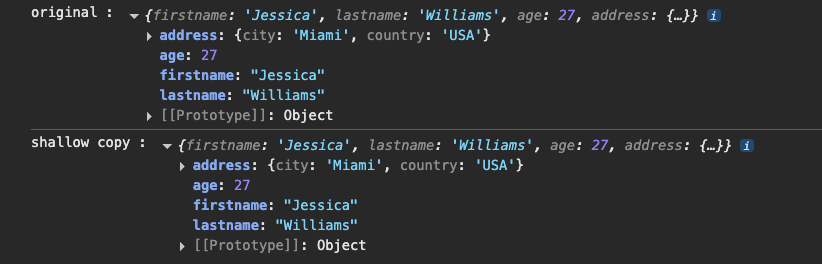 original : ▼ {firstname: 'Jessica', lastname: 'Williams', age: 27, address: {…}} i
▶ address: {city: 'Miami', country: 'USA'}
age: 27
firstname: "Jessica"
lastname: "Williams"
▶ [[Prototype]]: Object
shallow copy : ▼ {firstname: 'Jessica', lastname: 'Williams', age: 27, address: {…}} i
▶ address: {city: 'Miami', country: 'USA'}
age: 27
firstname: "Jessica"
lastname: "Williams"
▶ [[Prototype]]: Object